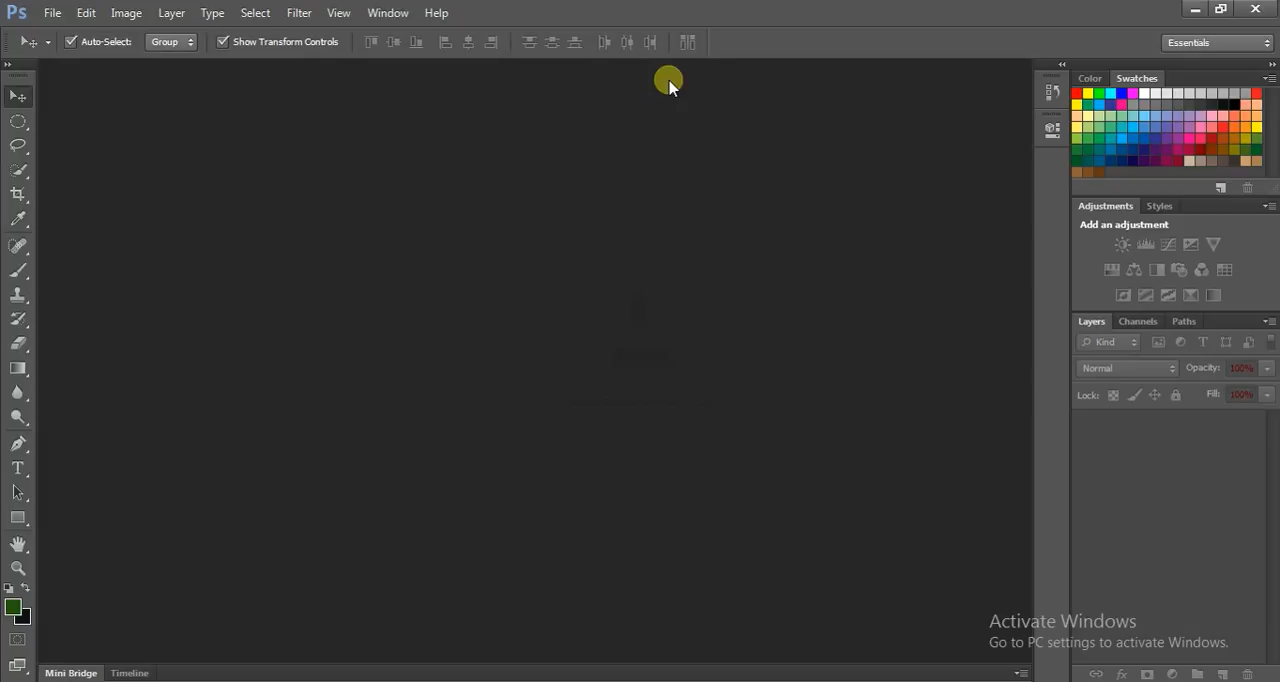 Ps File Edit Image Layer Type Select Filter View Window Help
Auto-Select: Group Show Transform Controls Essentials
Color Swatches
Adjustments Styles
Add an adjustment
Layers Channels Paths
Kind
Normal Opacity: 100%
Lock: Fill: 100%
Activate Windows
Go to PC settings to activate Windows.
Mini Bridge Timeline